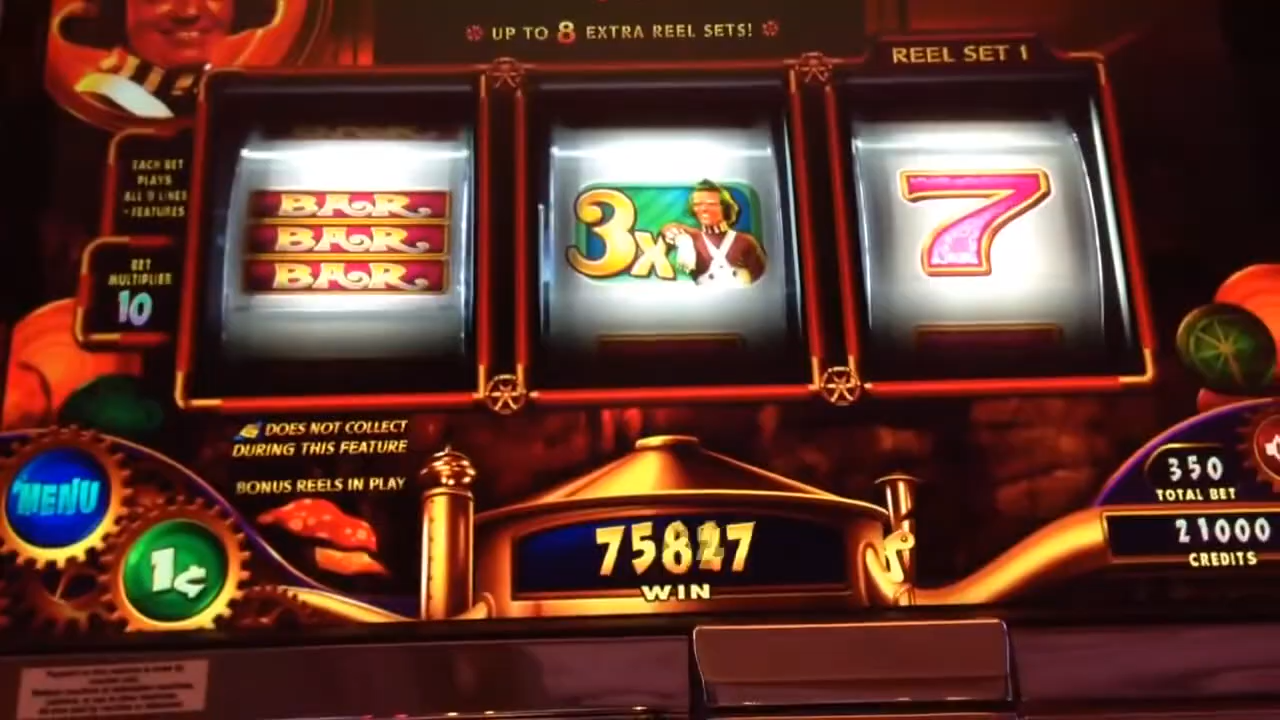 UP TO 8 EXTRA REEL SETS!
REEL SET 1
EACH BET
PLAYS
ALL 9 LINES
+FEATURES
BET
MULTIPLIER
10
BAR
BAR
BAR
3x
7
DOES NOT COLLECT
DURING THIS FEATURE
BONUS REELS IN PLAY
MENU
1¢
WIN
350
TOTAL BET
21000
CREDITS